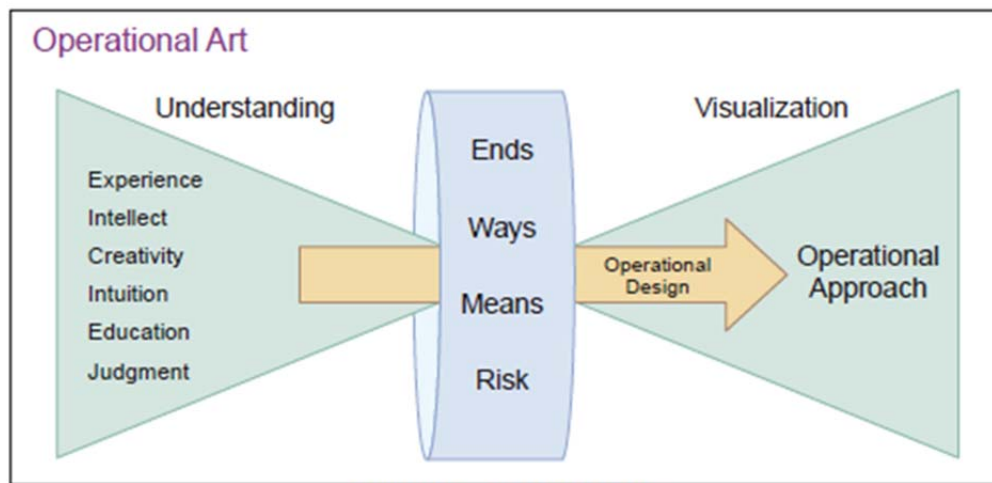 Operational Art
Understanding
Experience
Intellect
Creativity
Intuition
Education
Judgment
Ends
Ways
Means
Risk
Visualization
Operational
Design
Operational
Approach